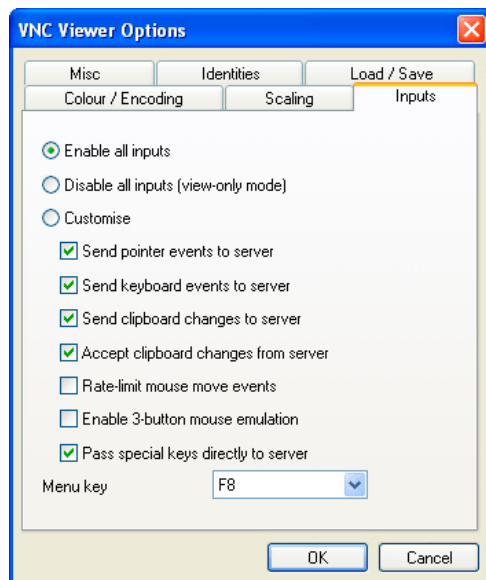 VNC Viewer Options
Misc Identities Load / Save
Colour / Encoding Scaling Inputs
Enable all inputs
Disable all inputs (view-only mode)
Customise
Send pointer events to server
Send keyboard events to server
Send clipboard changes to server
Accept clipboard changes from server
Rate-limit mouse move events
Enable 3-button mouse emulation
Pass special keys directly to server
Menu key F8
OK Cancel